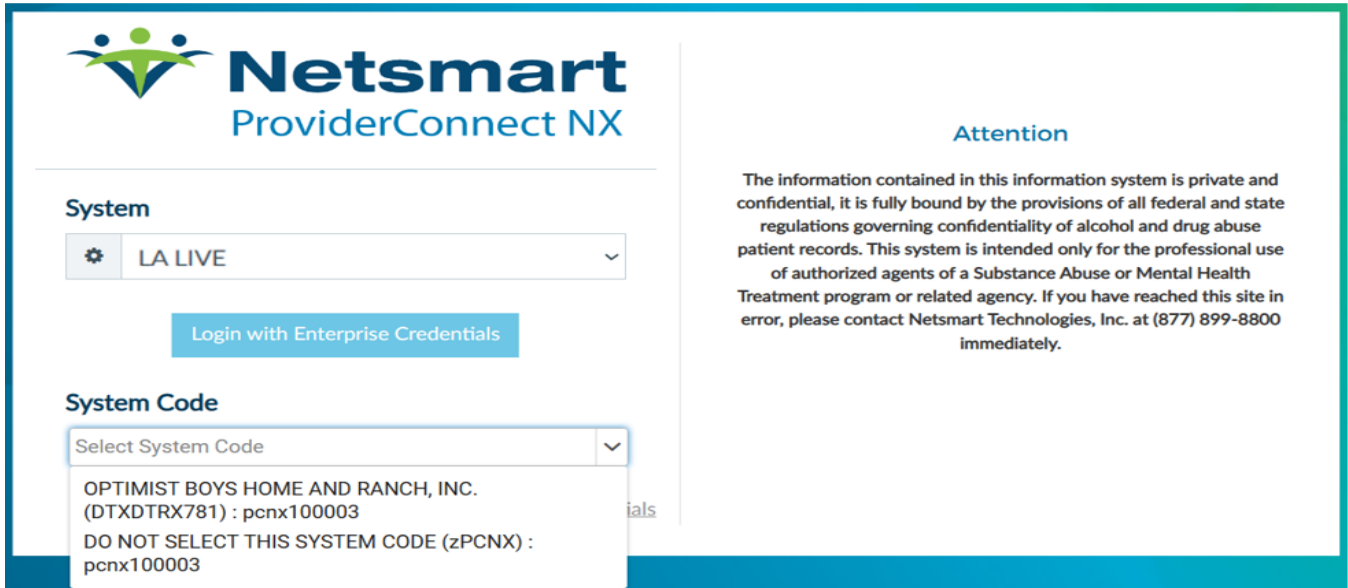 Netsmart
ProviderConnect NX
System
LA LIVE
Login with Enterprise Credentials
System Code
Select System Code
OPTIMIST BOYS HOME AND RANCH, INC.
(DTXDTRX781) : pcnx100003
DO NOT SELECT THIS SYSTEM CODE (zPCNX) :
pcnx100003
ials
Attention
The information contained in this information system is private and
confidential, it is fully bound by the provisions of all federal and state
regulations governing confidentiality of alcohol and drug abuse
patient records. This system is intended only for the professional use
of authorized agents of a Substance Abuse or Mental Health
Treatment program or related agency. If you have reached this site in
error, please contact Netsmart Technologies, Inc. at (877) 899-8800
immediately.